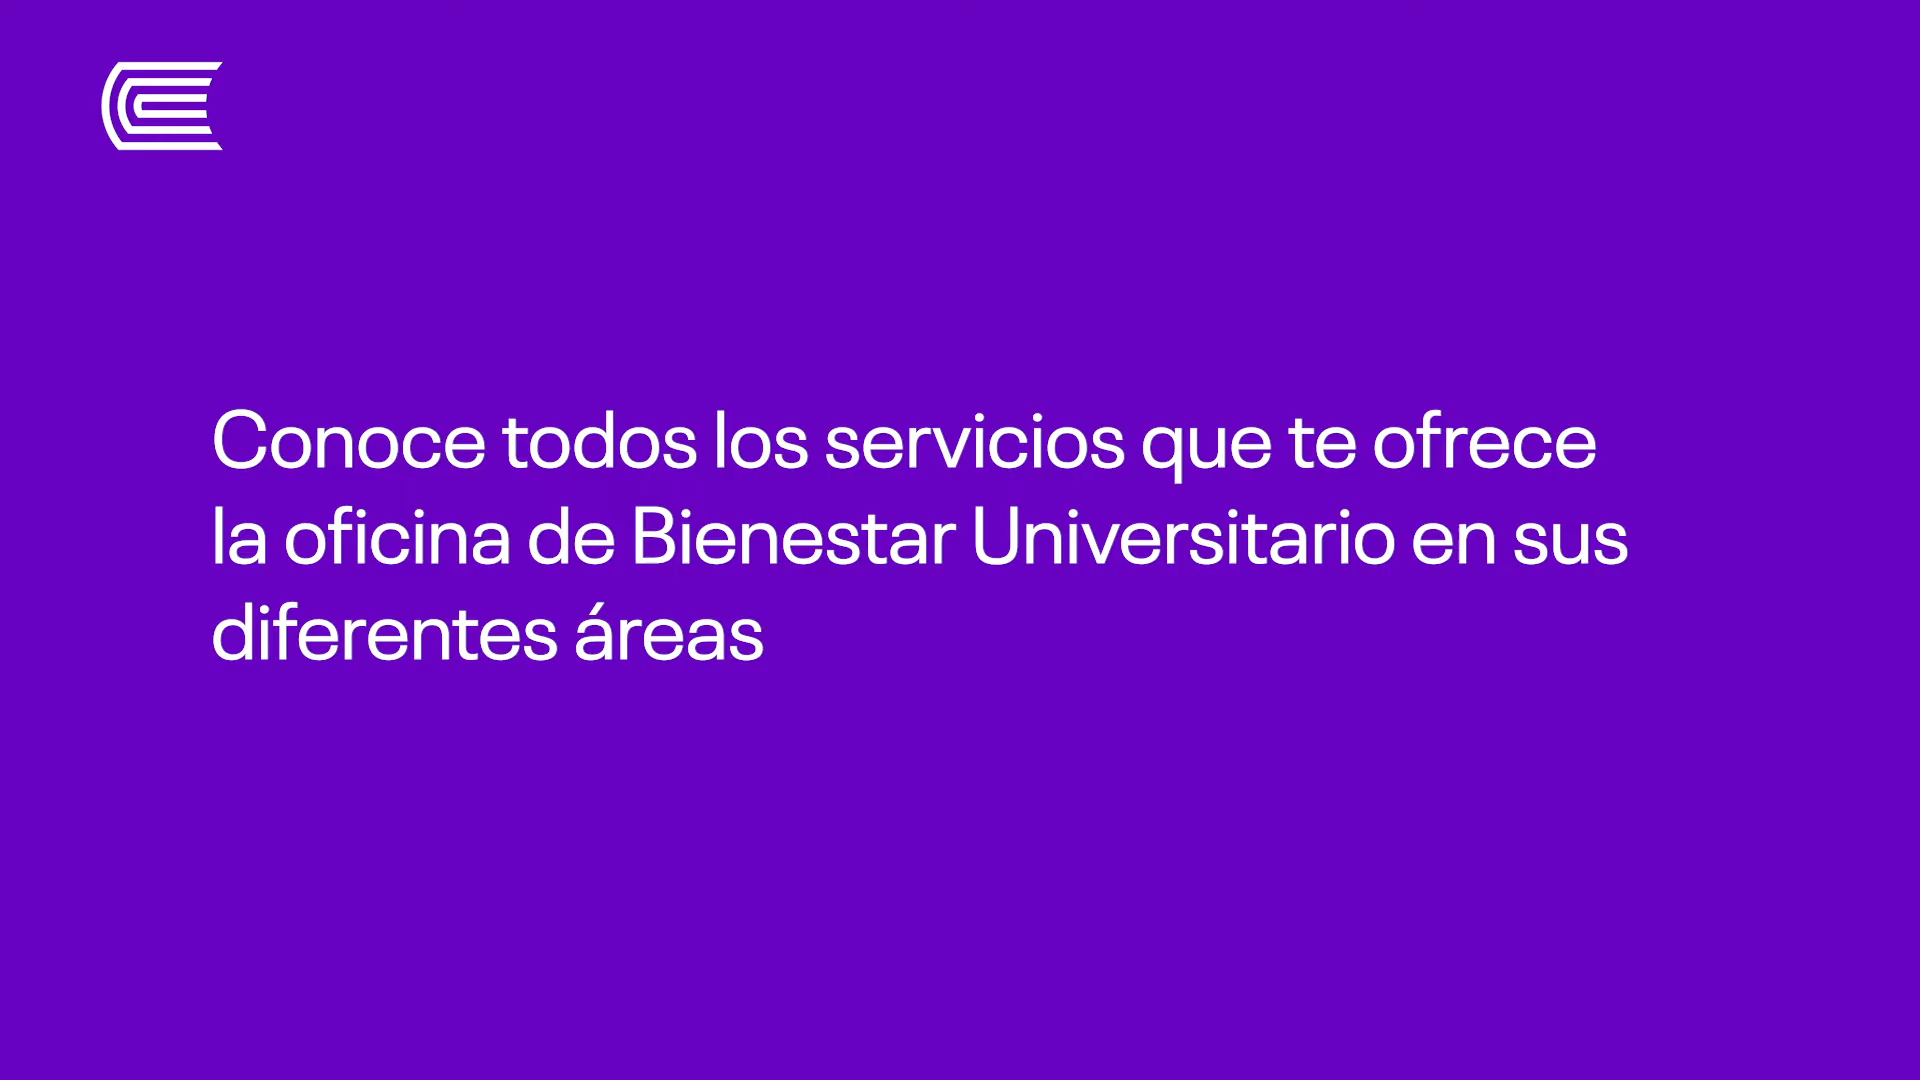 Conoce todos los servicios que te ofrece
la oficina de Bienestar Universitario en sus
diferentes áreas